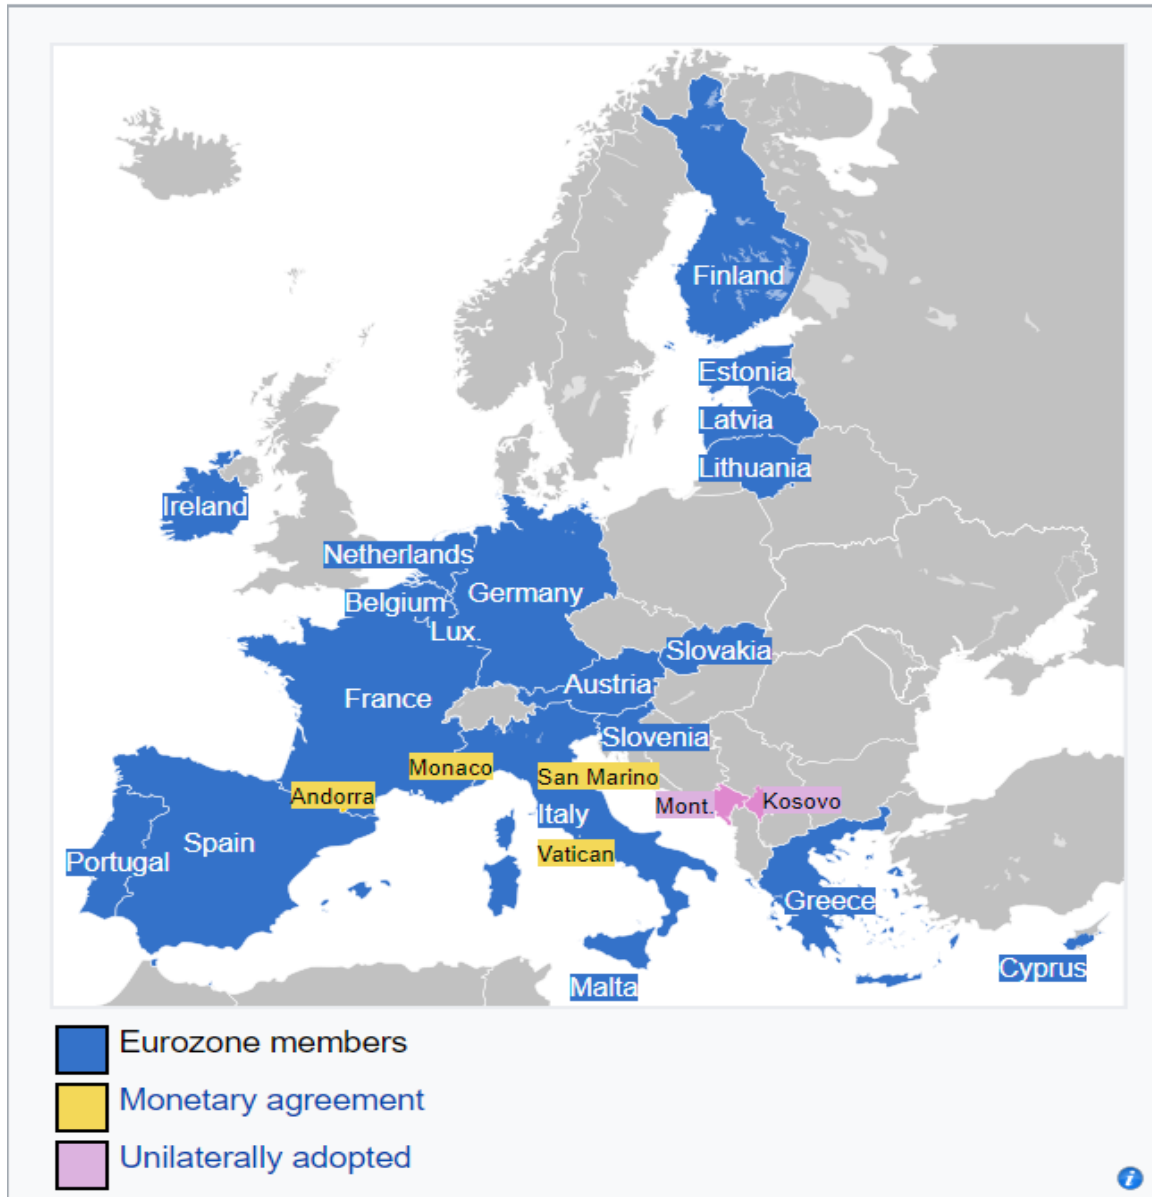 Finland
Estonia
Latvia
Lithuania
Ireland
Netherlands
Germany
Belgium
Lux.
Slovakia
Austria
France
Slovenia
Monaco
San Marino
Andorra
Mont.
Kosovo
Italy
Spain
Vatican
Portugal
Greece
Cyprus
Malta
Eurozone members
Monetary agreement
Unilaterally adopted
i